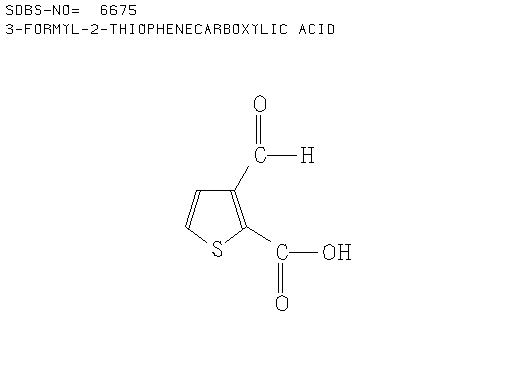 SDBS-NO= 6675
3-FORMYL-2-THIOPHENECARBOXYLIC ACID
O
C H
S
C OH
O